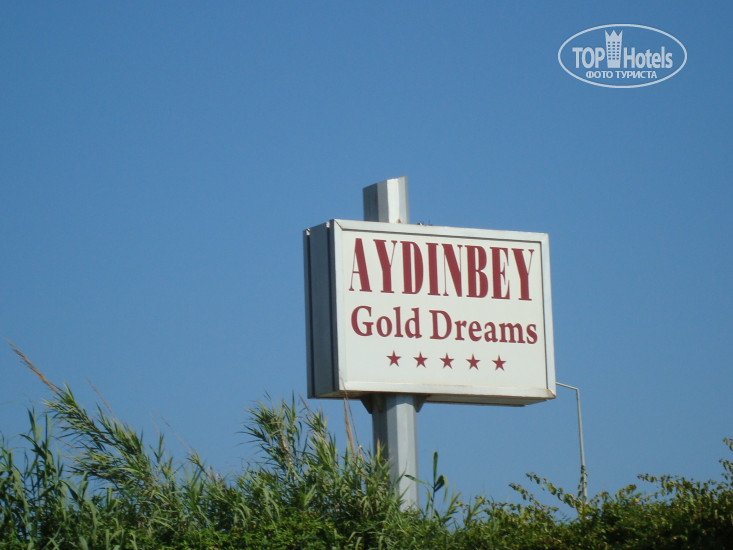 TOP Hotels
ФОТО ТУРИСТА
AYDINBEY
Gold Dreams
★★★★★